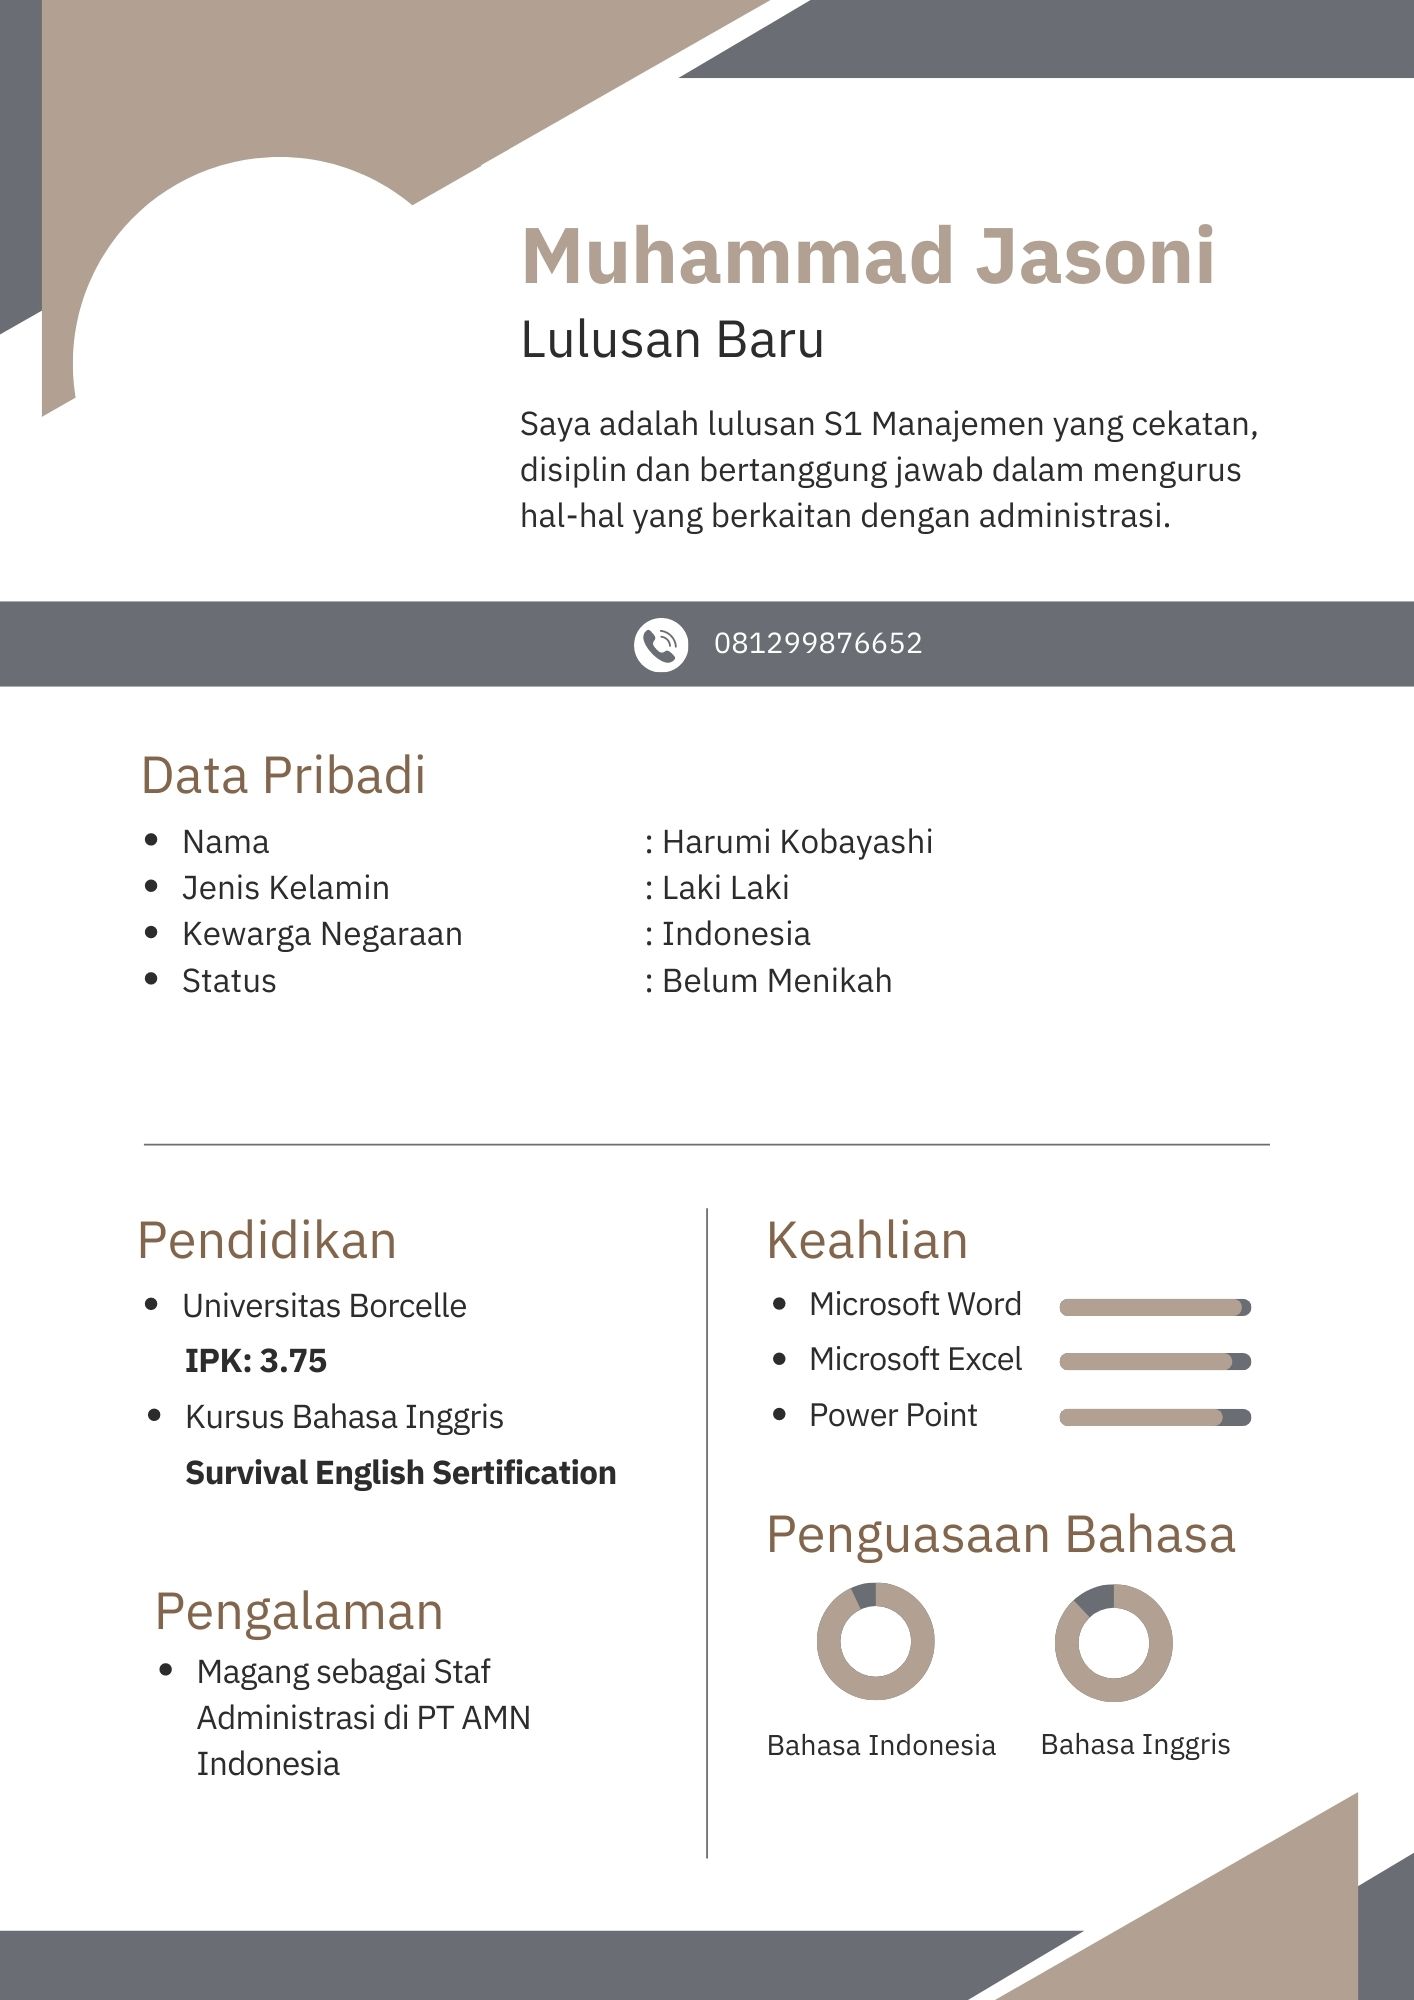 Muhammad Jasoni
Lulusan Baru
Saya adalah lulusan S1 Manajemen yang cekatan,
disiplin dan bertanggung jawab dalam mengurus
hal-hal yang berkaitan dengan administrasi.
081299876652
Data Pribadi
• Nama : Harumi Kobayashi
• Jenis Kelamin : Laki Laki
• Kewarga Negaraan : Indonesia
• Status : Belum Menikah
Pendidikan
• Universitas Borcelle
IPK: 3.75
• Kursus Bahasa Inggris
Survival English Sertification
Pengalaman
• Magang sebagai Staf
Administrasi di PT AMN
Indonesia
Keahlian
• Microsoft Word
• Microsoft Excel
• Power Point
Penguasaan Bahasa
Bahasa Indonesia
Bahasa Inggris